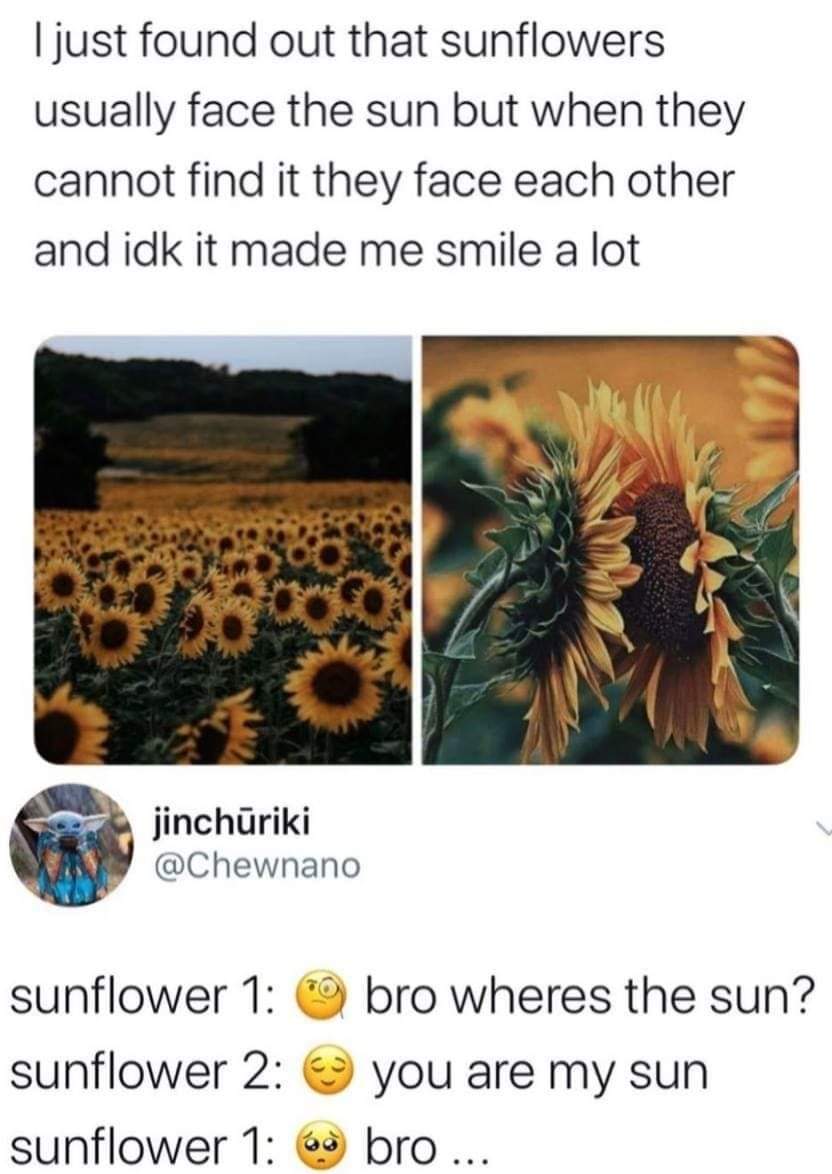 I just found out that sunflowers
usually face the sun but when they
cannot find it they face each other
and idk it made me smile a lot
jinchūriki
@Chewnano
sunflower 1: 🧐 bro wheres the sun?
sunflower 2: 😌 you are my sun
sunflower 1: 🥺 bro ...